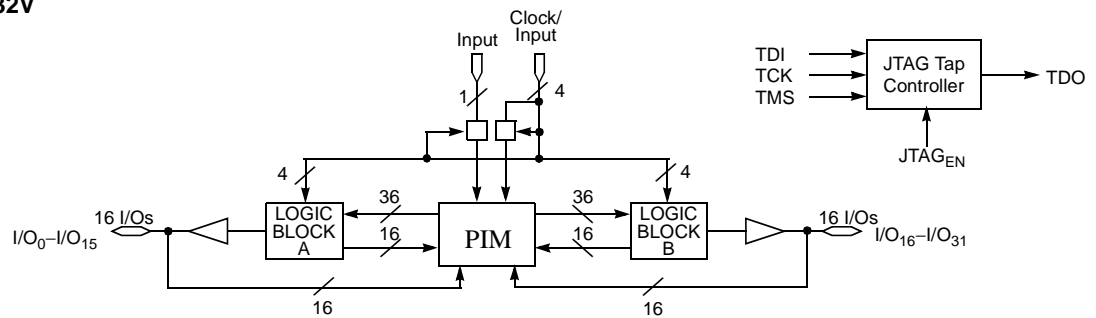 32V
Clock/
Input
Input
1
4
TDI
TCK
TMS
JTAG Tap
Controller
TDO
JTAG_EN
4
4
36
36
16 I/Os
I/O₀–I/O₁₅
LOGIC
BLOCK
A
16
PIM
16
LOGIC
BLOCK
B
16 I/Os
I/O₁₆–I/O₃₁
16
16